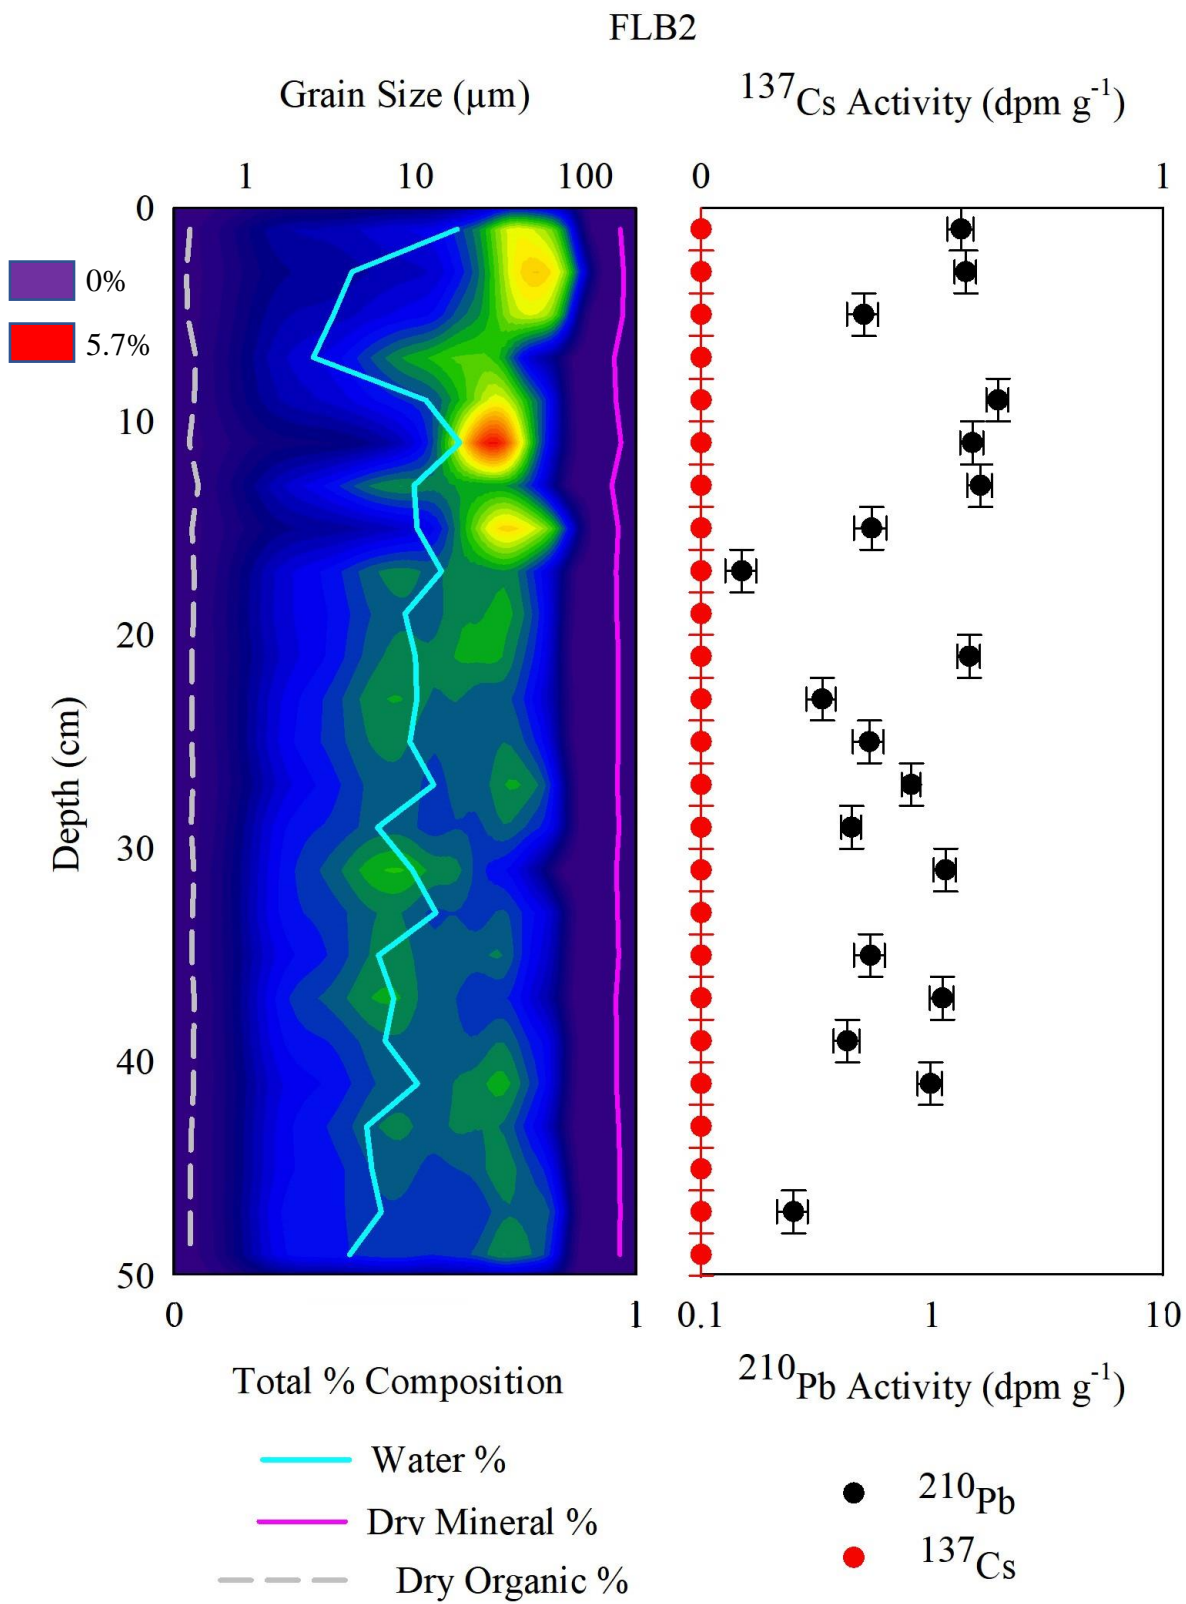 FLB2
Grain Size (µm)
137Cs Activity (dpm g-1)
1 10 100
0 1
0
10
20
30
40
50
0%
5.7%
Depth (cm)
0 1
0.1 1 10
Total % Composition
210Pb Activity (dpm g-1)
Water %
Drv Mineral %
Dry Organic %
210Pb
137Cs